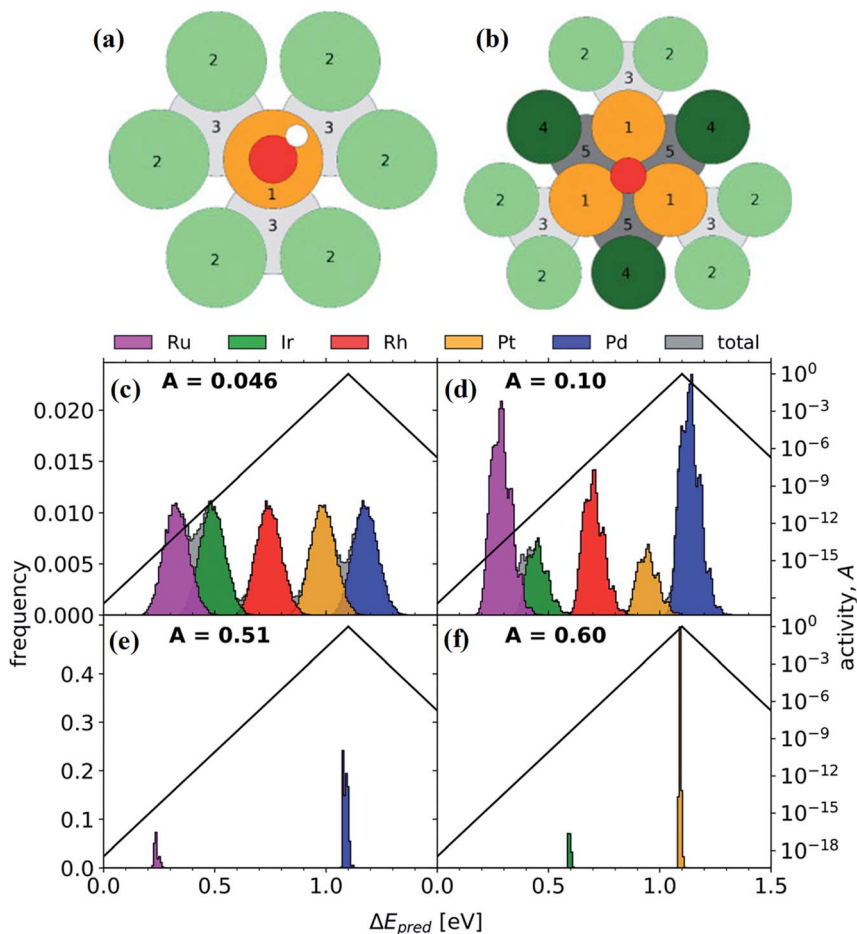 (a)
(b)
2 2
3 3
2 2
1
3
2 2
2 2
3
4 1 4
5 5
2 1 1 2
3 5 3
2 4 2
Ru Ir Rh Pt Pd total
(c) A = 0.046
(d) A = 0.10
0.020
0.015
0.010
0.005
0.000
10⁰
10⁻³
10⁻⁶
10⁻⁹
10⁻¹²
10⁻¹⁵
frequency
activity, A
(e) A = 0.51
(f) A = 0.60
0.4
0.3
0.2
0.1
0.0
10⁰
10⁻³
10⁻⁶
10⁻⁹
10⁻¹²
10⁻¹⁵
10⁻¹⁸
0.0 0.5 1.0 0.0 0.5 1.0 1.5
ΔE_pred [eV]